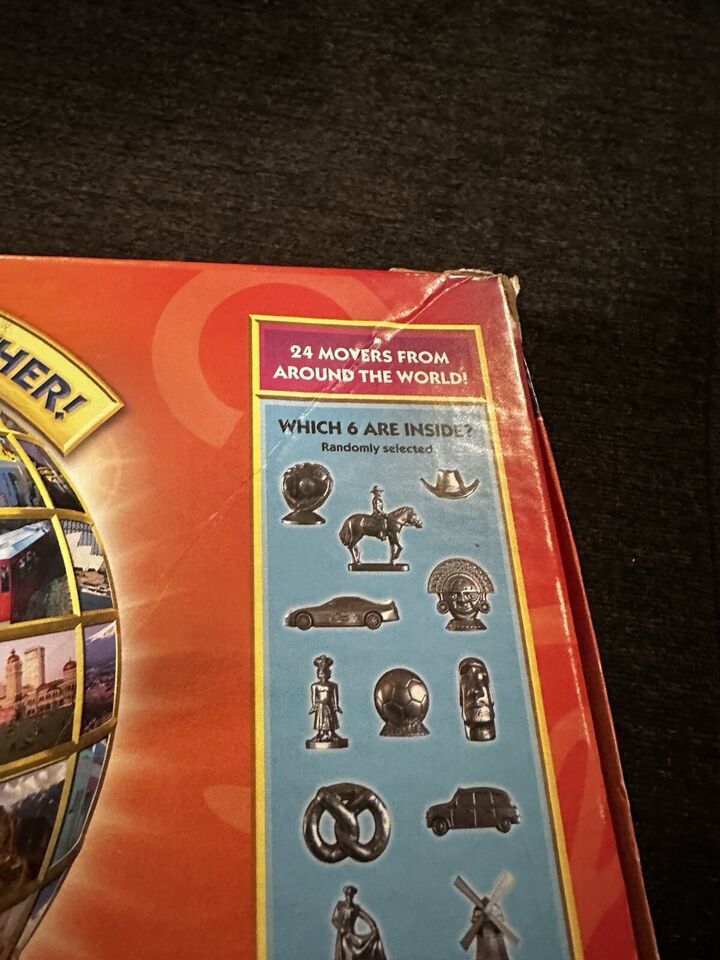 HER!
24 MOVERS FROM
AROUND THE WORLD!
WHICH 6 ARE INSIDE?
Randomly selected